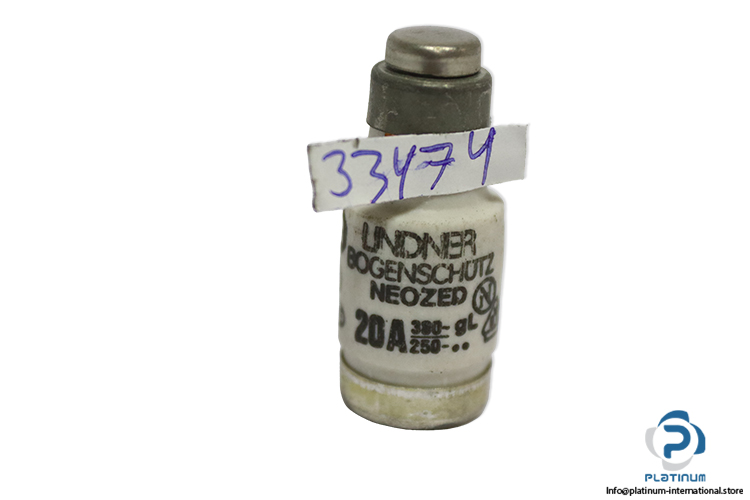 33474
LINDNER
BOGENSCHÜTZ
NEOZED N
20A 380~ gL
250-
PLATINUM
Info@platinum-international.store